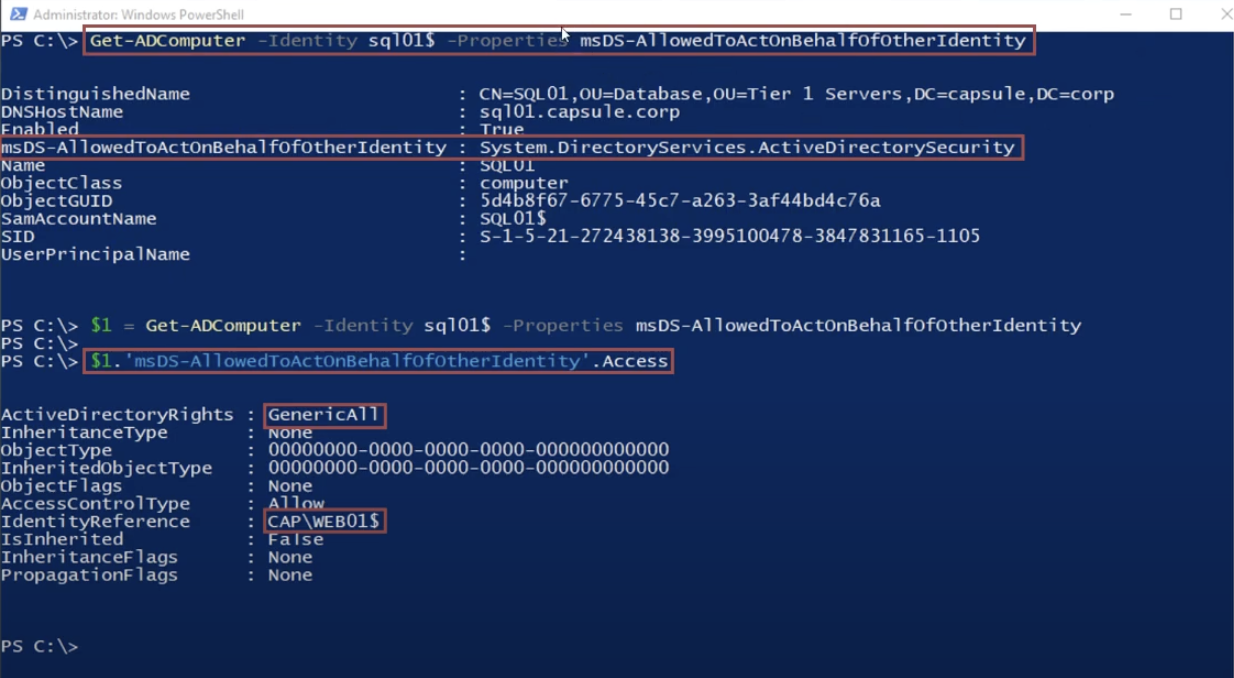 Administrator: Windows PowerShell
PS C:\> Get-ADComputer -Identity sql01$ -Properties msDS-AllowedToActOnBehalfOfOtherIdentity
DistinguishedName : CN=SQL01,OU=Database,OU=Tier 1 Servers,DC=capsule,DC=corp
DNSHostName : sql01.capsule.corp
Enabled : True
msDS-AllowedToActOnBehalfOfOtherIdentity : System.DirectoryServices.ActiveDirectorySecurity
Name : SQL01
ObjectClass : computer
ObjectGUID : 5d4b8f67-6775-45c7-a263-3af44bd4c76a
SamAccountName : SQL01$
SID : S-1-5-21-272438138-3995100478-3847831165-1105
UserPrincipalName :
PS C:\> $1 = Get-ADComputer -Identity sql01$ -Properties msDS-AllowedToActOnBehalfOfOtherIdentity
PS C:\>
PS C:\> $1.'msDS-AllowedToActOnBehalfOfOtherIdentity'.Access
ActiveDirectoryRights : GenericAll
InheritanceType : None
ObjectType : 00000000-0000-0000-0000-000000000000
InheritedObjectType : 00000000-0000-0000-0000-000000000000
ObjectFlags : None
AccessControlType : Allow
IdentityReference : CAP\WEB01$
IsInherited : False
InheritanceFlags : None
PropagationFlags : None
PS C:\>